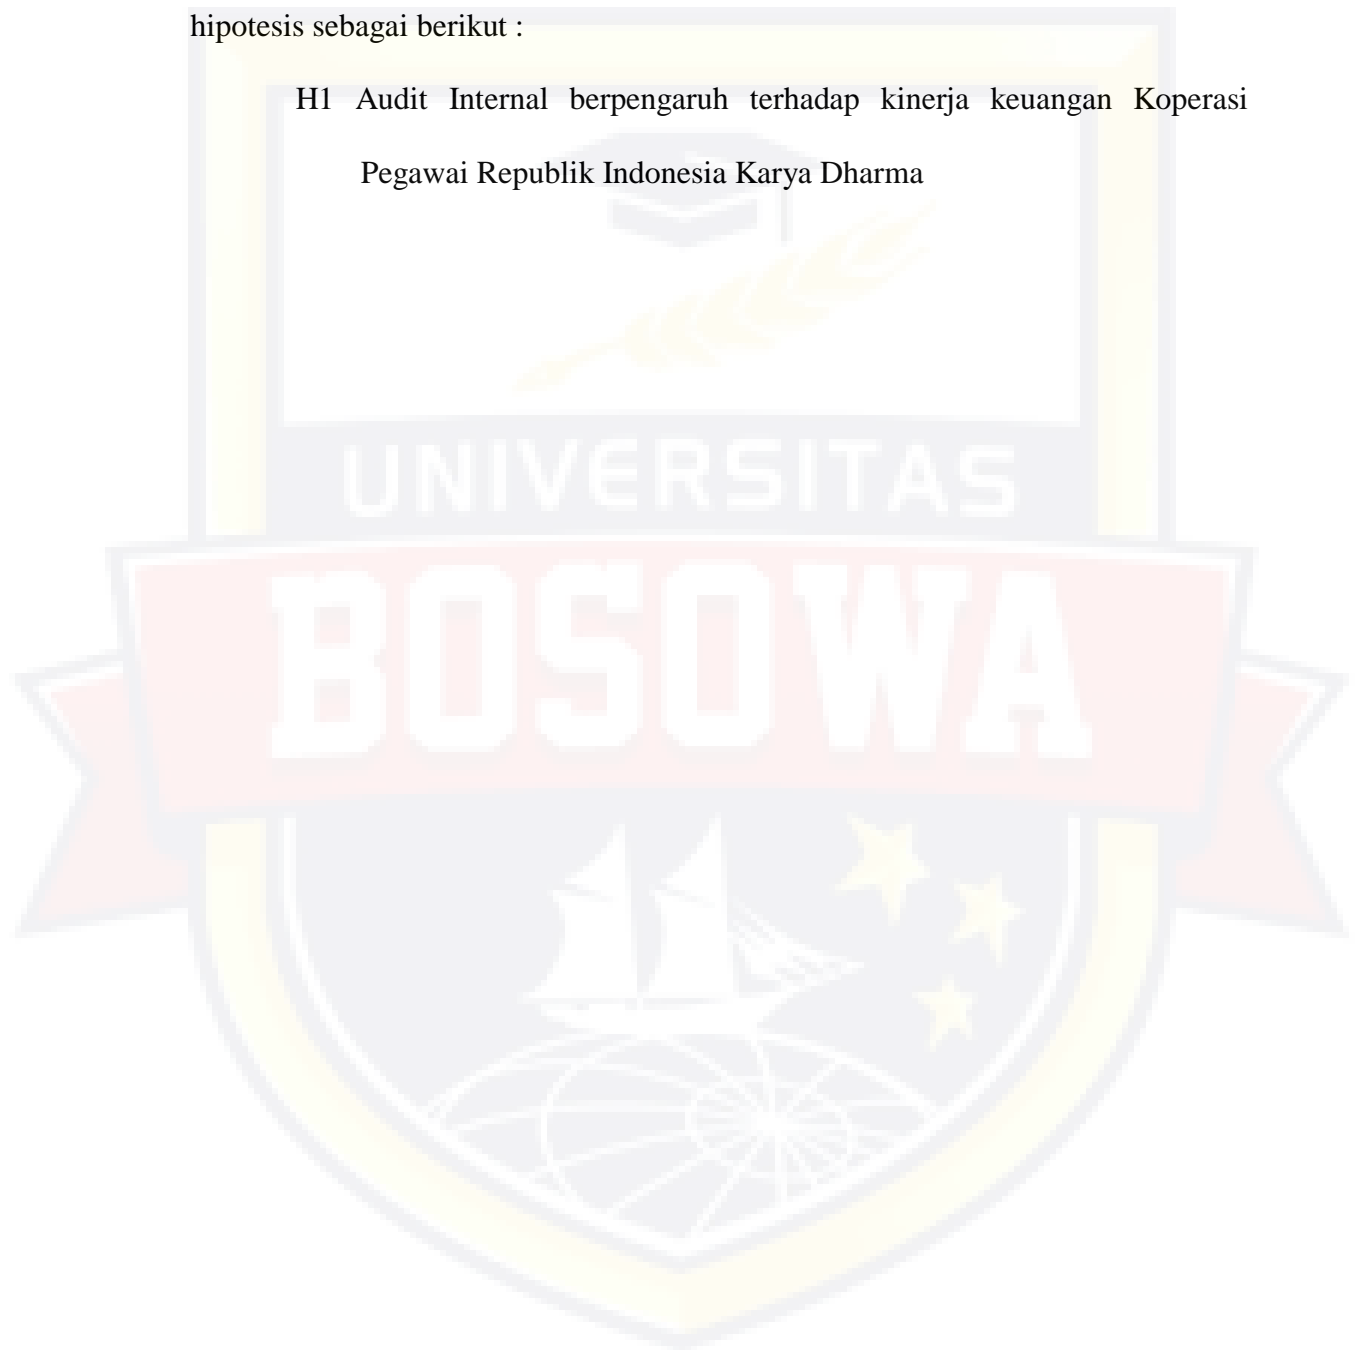 hipotesis sebagai berikut :
H1 Audit Internal berpengaruh terhadap kinerja keuangan Koperasi
Pegawai Republik Indonesia Karya Dharma
UNIVERSITAS
BOSOWA